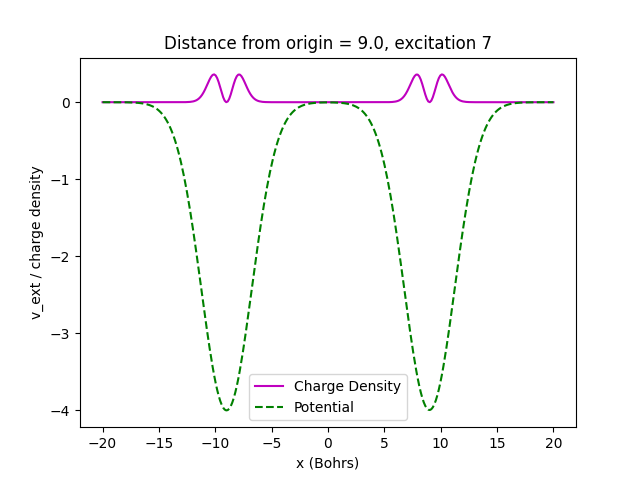 Distance from origin = 9.0, excitation 7
v_ext / charge density
0
−1
−2
−3
−4
Charge Density
Potential
−20 −15 −10 −5 0 5 10 15 20
x (Bohrs)